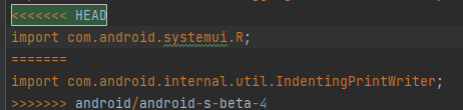 <<<<<<< HEAD
import com.android.systemui.R;
=======
import com.android.internal.util.IndentingPrintWriter;
>>>>>>> android/android-s-beta-4